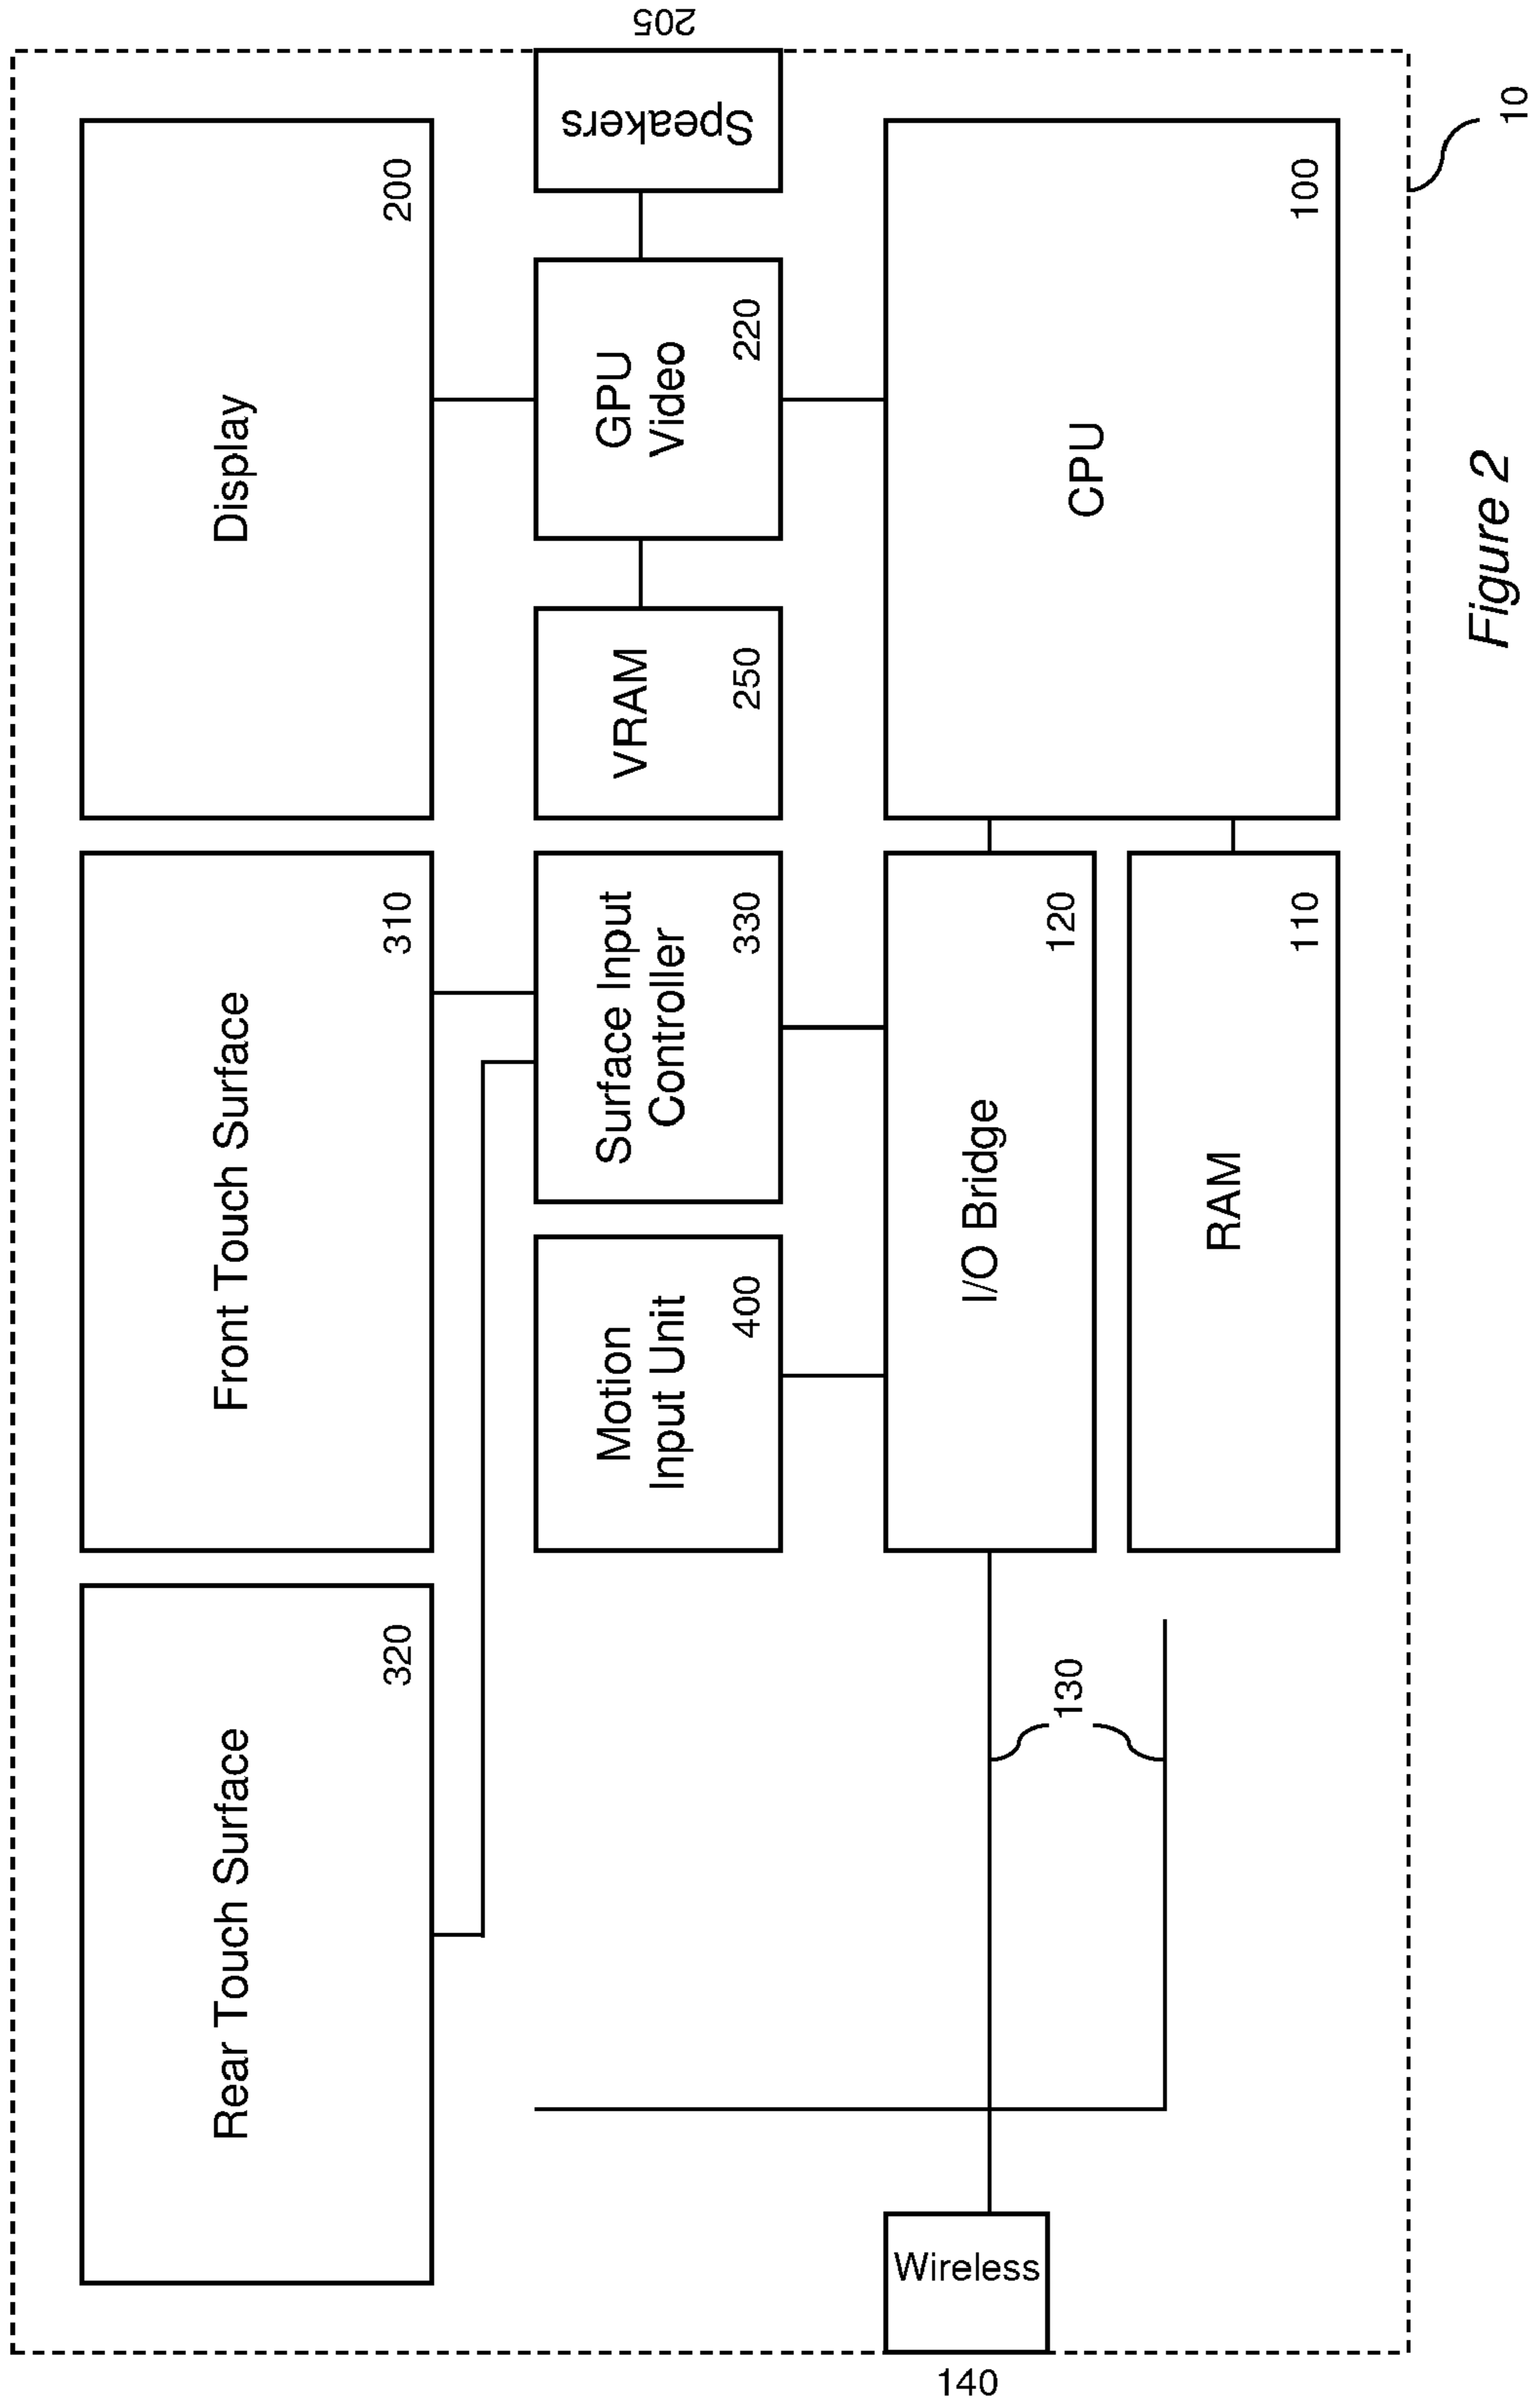 Rear Touch Surface
320
Front Touch Surface
310
Display
200
Motion
Input Unit
400
Surface Input
Controller
330
VRAM
250
GPU
Video
220
Speakers
205
Wireless
140
130
I/O Bridge
120
RAM
110
CPU
100
10
Figure 2